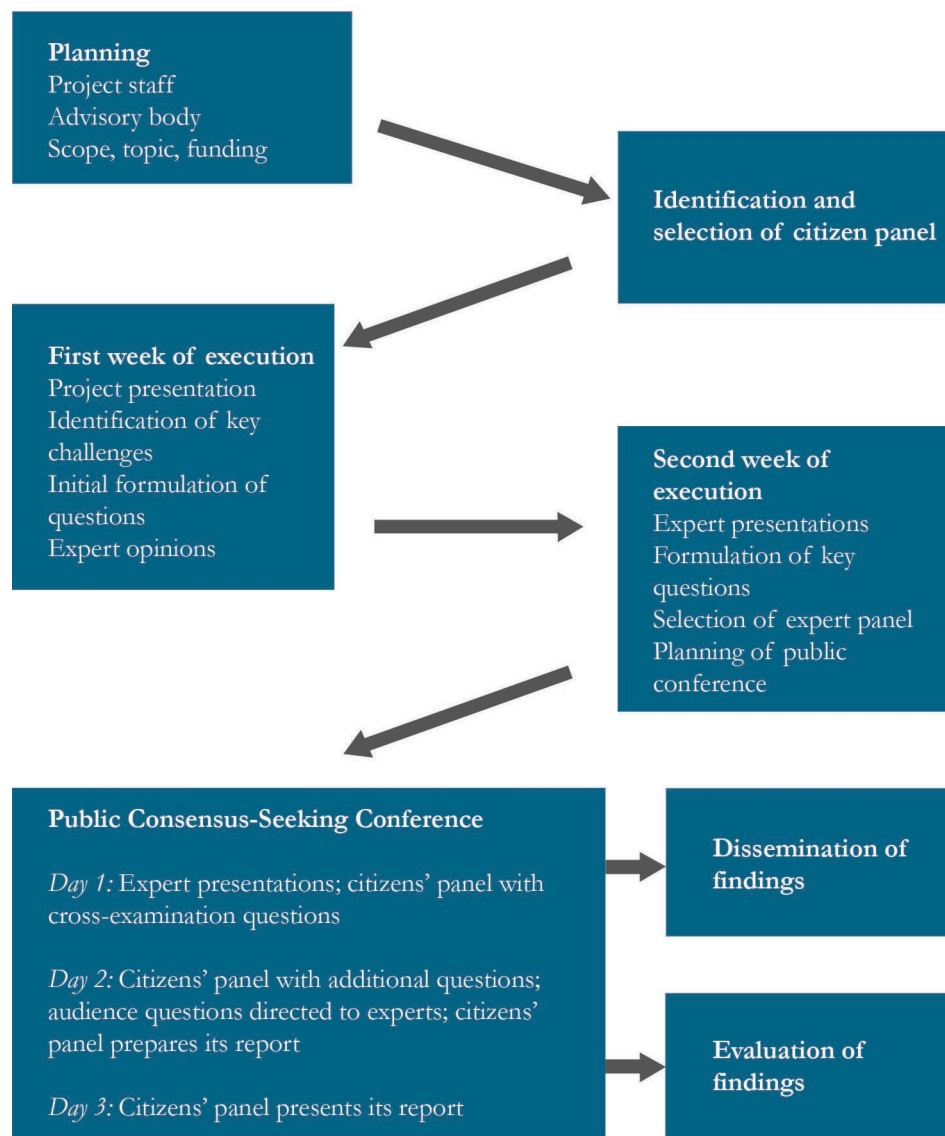 Planning
Project staff
Advisory body
Scope, topic, funding
Identification and
selection of citizen panel
First week of execution
Project presentation
Identification of key
challenges
Initial formulation of
questions
Expert opinions
Second week of
execution
Expert presentations
Formulation of key
questions
Selection of expert panel
Planning of public
conference
Public Consensus-Seeking Conference
Day 1: Expert presentations; citizens’ panel with
cross-examination questions
Day 2: Citizens’ panel with additional questions;
audience questions directed to experts; citizens’
panel prepares its report
Day 3: Citizens’ panel presents its report
Dissemination of
findings
Evaluation of
findings